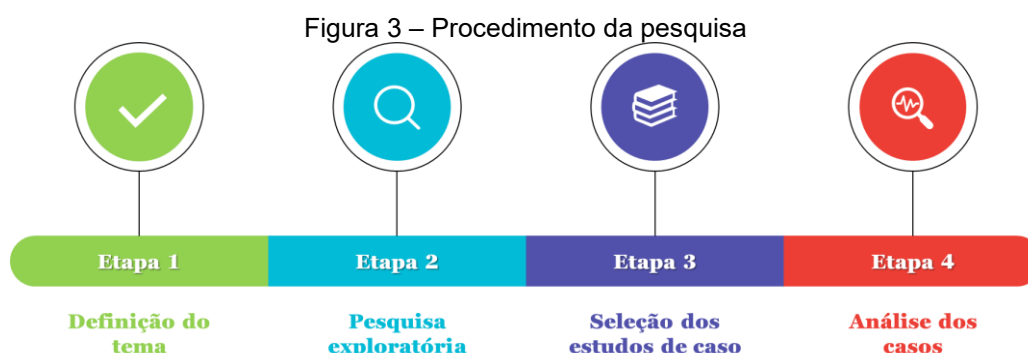 Figura 3 – Procedimento da pesquisa
Etapa 1
Etapa 2
Etapa 3
Etapa 4
Definição do
tema
Pesquisa
exploratória
Seleção dos
estudos de caso
Análise dos
casos